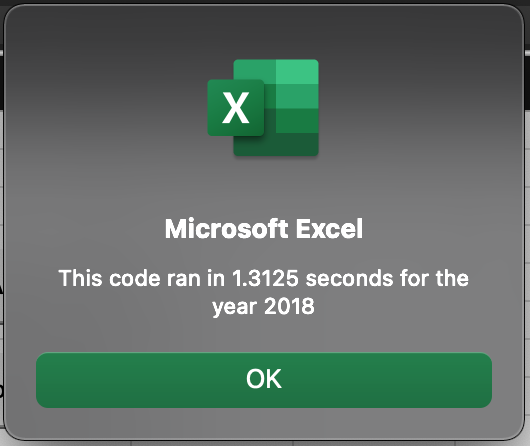 X
Microsoft Excel
This code ran in 1.3125 seconds for the
year 2018
OK